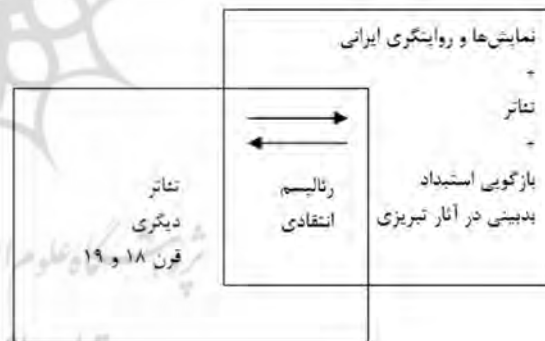 نمایش‌ها و روایتگری ایرانی
+
تئاتر
+
بازگویی استبداد
بدبینی در آثار تبریزی
رئالیسم
انتقادی
تئاتر
دیگری
قرن ۱۸ و ۱۹